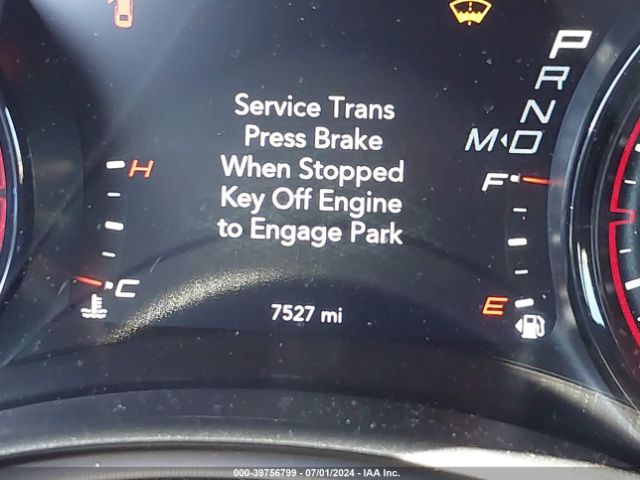 P
R
Service Trans
N
Press Brake
M D
When Stopped
H
F
Key Off Engine
to Engage Park
C
E
7527 mi
000-39756799 - 07/01/2024 - IAA Inc.